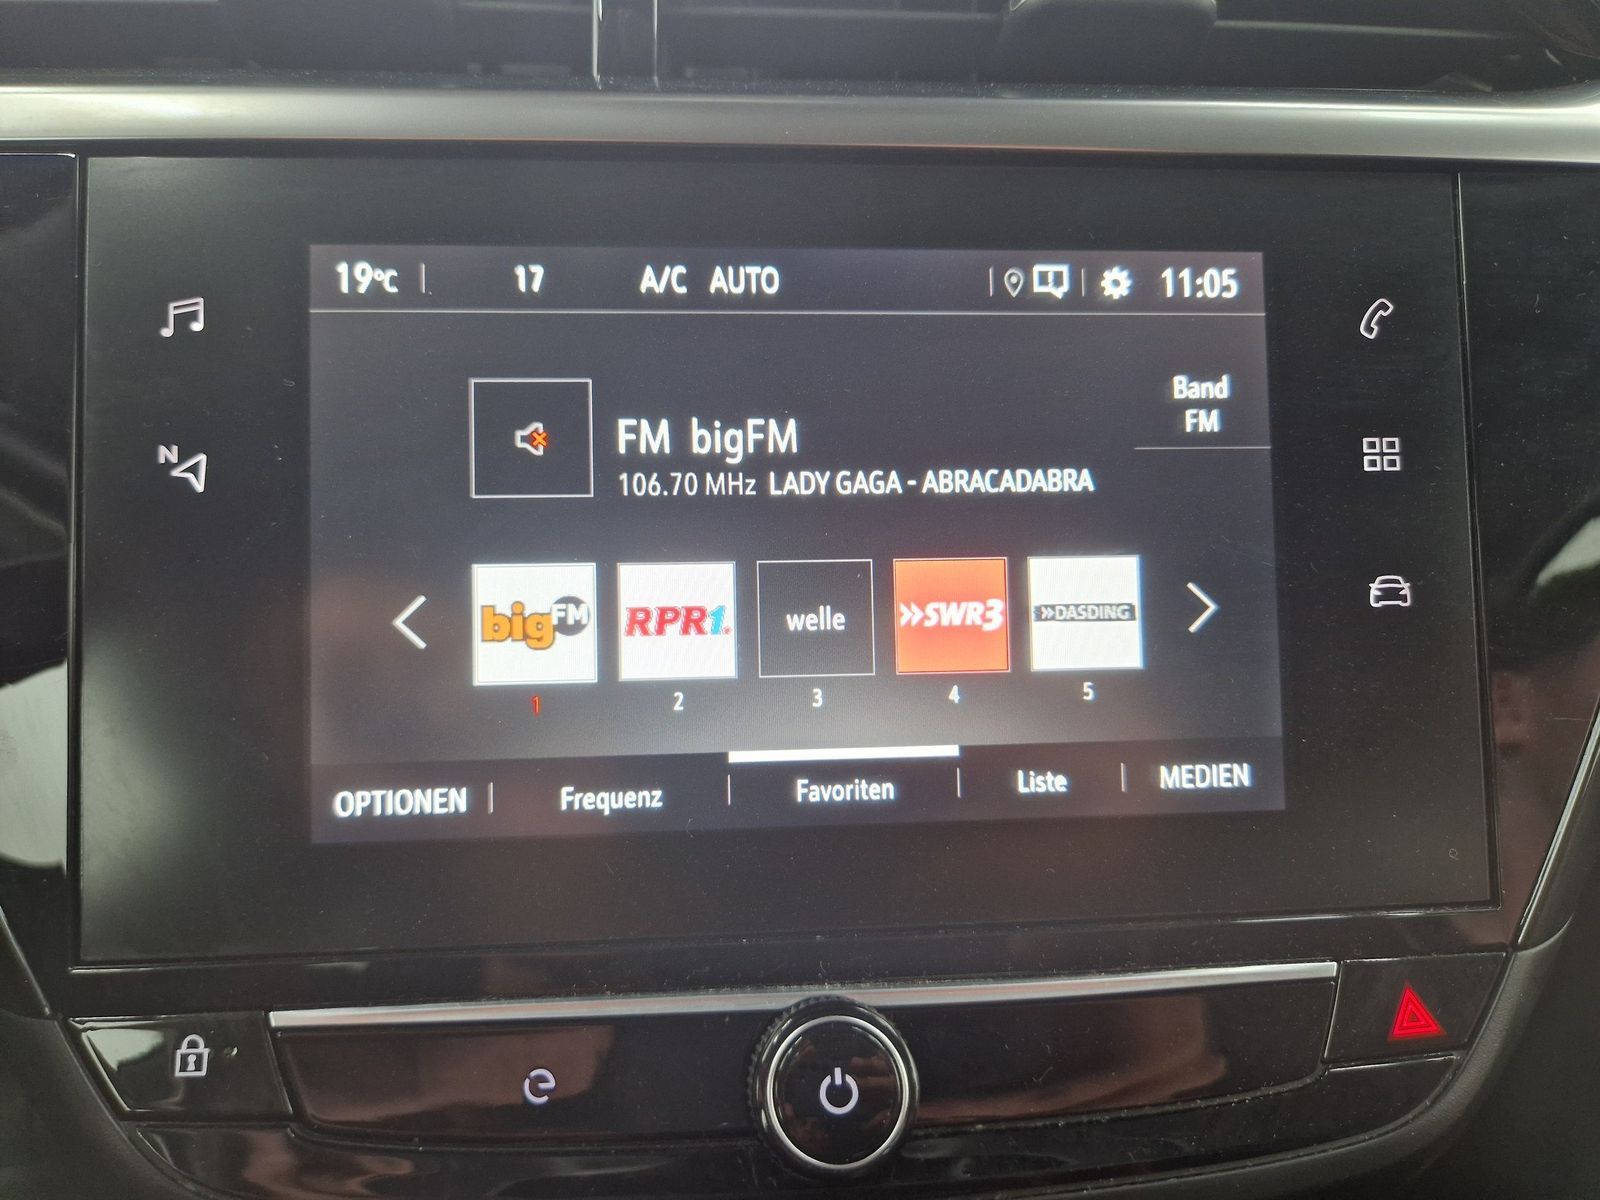 19°C 17 A/C AUTO 11:05
Band
FM
FM bigFM
106.70 MHz LADY GAGA - ABRACADABRA
N
bigFM RPR1. welle »SWR3 »DASDING
1 2 3 4 5
OPTIONEN Frequenz Favoriten Liste MEDIEN